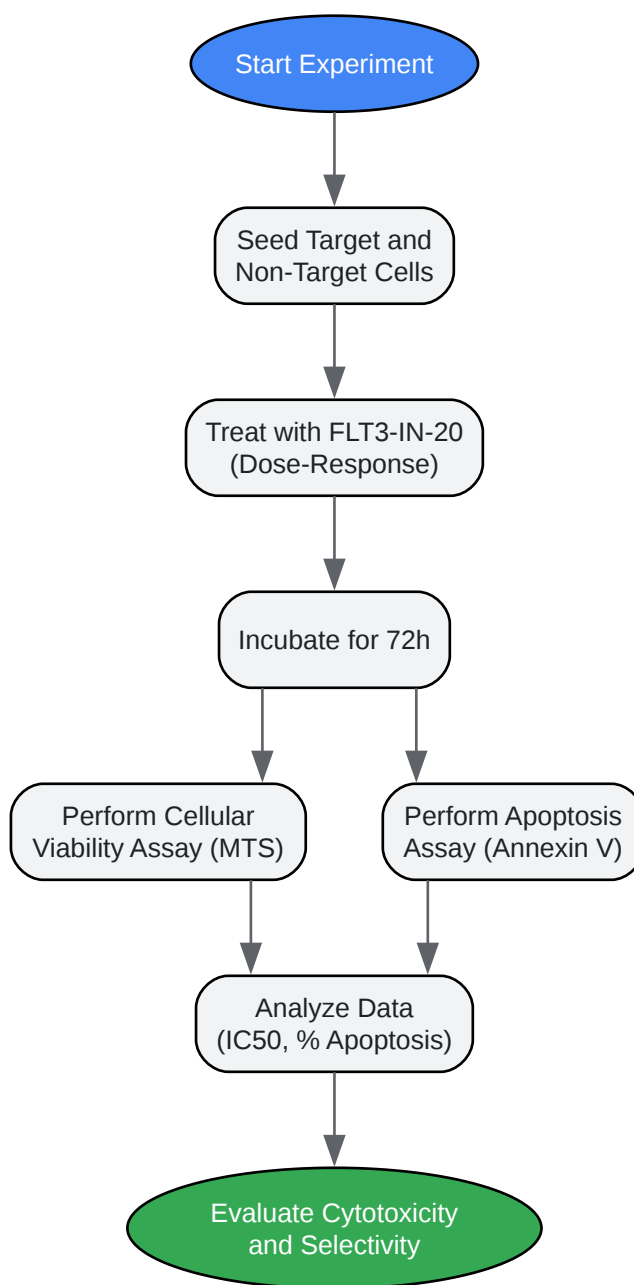 Start Experiment
Seed Target and
Non-Target Cells
Treat with FLT3-IN-20
(Dose-Response)
Incubate for 72h
Perform Cellular
Viability Assay (MTS)
Perform Apoptosis
Assay (Annexin V)
Analyze Data
(IC50, % Apoptosis)
Evaluate Cytotoxicity
and Selectivity